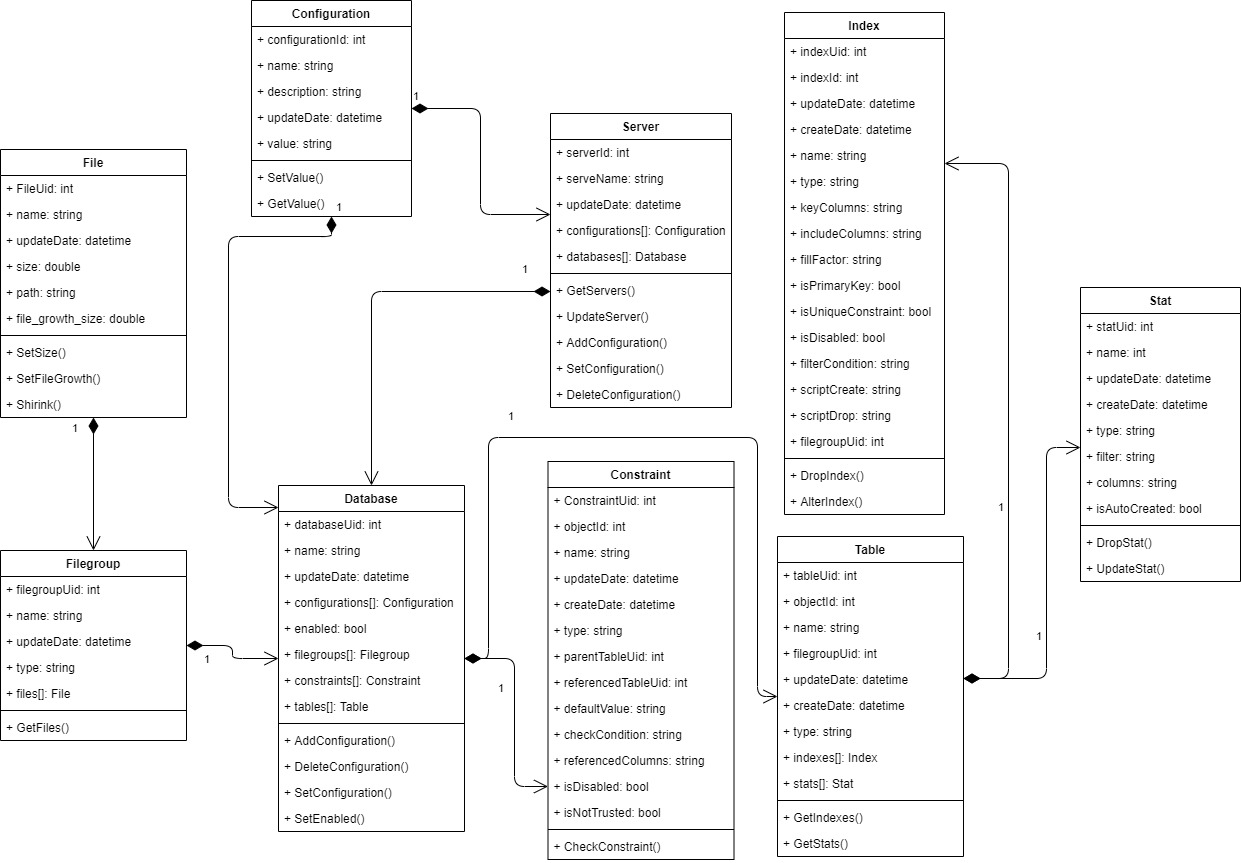 Configuration
+ configurationId: int
+ name: string
+ description: string
+ updateDate: datetime
+ value: string
+ SetValue()
+ GetValue()
1
1
Index
+ indexUid: int
+ indexId: int
+ updateDate: datetime
+ createDate: datetime
+ name: string
+ type: string
+ keyColumns: string
+ includeColumns: string
+ fillFactor: string
+ isPrimaryKey: bool
+ isUniqueConstraint: bool
+ isDisabled: bool
+ filterCondition: string
+ scriptCreate: string
+ scriptDrop: string
+ filegroupUid: int
+ DropIndex()
+ AlterIndex()
Server
+ serverId: int
+ serveName: string
+ updateDate: datetime
+ configurations[]: Configuration
+ databases[]: Database
+ GetServers()
+ UpdateServer()
+ AddConfiguration()
+ SetConfiguration()
+ DeleteConfiguration()
1
File
+ FileUid: int
+ name: string
+ updateDate: datetime
+ size: double
+ path: string
+ file_growth_size: double
+ SetSize()
+ SetFileGrowth()
+ Shirink()
1
Stat
+ statUid: int
+ name: int
+ updateDate: datetime
+ createDate: datetime
+ type: string
+ filter: string
+ columns: string
+ isAutoCreated: bool
+ DropStat()
+ UpdateStat()
Filegroup
+ filegroupUid: int
+ name: string
+ updateDate: datetime
+ type: string
+ files[]: File
+ GetFiles()
1
Database
+ databaseUid: int
+ name: string
+ updateDate: datetime
+ configurations[]: Configuration
+ enabled: bool
+ filegroups[]: Filegroup
+ constraints[]: Constraint
+ tables[]: Table
+ AddConfiguration()
+ DeleteConfiguration()
+ SetConfiguration()
+ SetEnabled()
1
1
Constraint
+ ConstraintUid: int
+ objectId: int
+ name: string
+ updateDate: datetime
+ createDate: datetime
+ type: string
+ parentTableUid: int
+ referencedTableUid: int
+ defaultValue: string
+ checkCondition: string
+ referencedColumns: string
+ isDisabled: bool
+ isNotTrusted: bool
+ CheckConstraint()
Table
+ tableUid: int
+ objectId: int
+ name: string
+ filegroupUid: int
+ updateDate: datetime
+ createDate: datetime
+ type: string
+ indexes[]: Index
+ stats[]: Stat
+ GetIndexes()
+ GetStats()
1
1